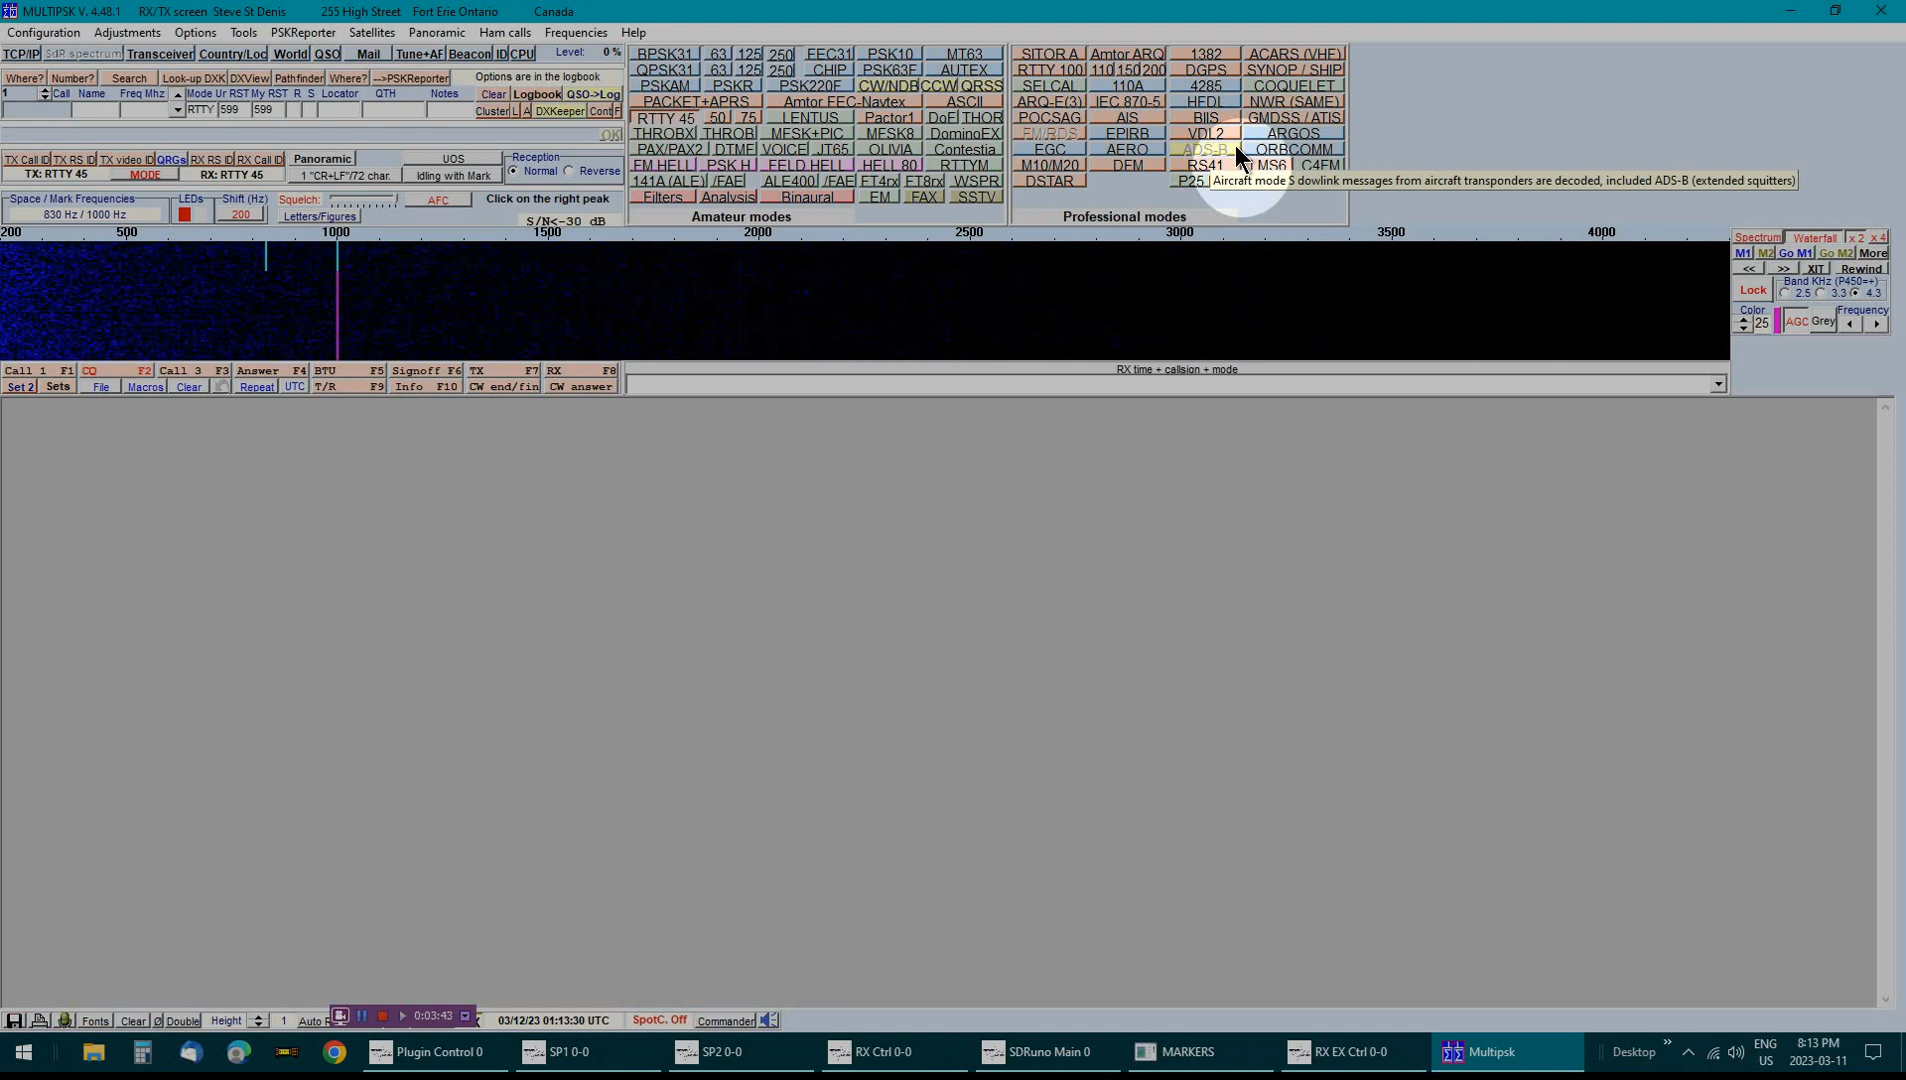 MULTIPSK V. 4.48.1 RX/TX screen Steve St Denis 255 High Street Fort Erie Ontario Canada
Configuration Adjustments Options Tools PSKReporter Satellites Panoramic Ham calls Frequencies Help
TCP/IP SdR spectrum Transceiver Country/Loc World QSO Mail Tune+AF Beacon ID CPU Level: 0 %
Where? Number? Search Look-up DXK DXView Pathfinder Where? -->PSKReporter Options are in the logbook
1 Call Name Freq Mhz Mode Ur RST My RST R S Locator QTH Notes Clear Logbook QSO->Log
RTTY 599 599 Cluster L A DXKeeper Cont F
OK
TX Call ID TX RS ID TX video ID QRGs RX RS ID RX Call ID Panoramic UOS Reception
TX: RTTY 45 MODE RX: RTTY 45 1 "CR+LF"/72 char. Idling with Mark Normal Reverse
Space / Mark Frequencies LEDs Shift (Hz) Squelch: AFC Click on the right peak
830 Hz / 1000 Hz 200 Letters/Figures S/N<-30 dB
BPSK31 63 125 250 FEC31 PSK10 MT63
QPSK31 63 125 250 CHIP PSK63F AUTEX
PSKAM PSKR PSK220F CW/NDB CCW QRSS
PACKET+APRS Amtor FEC-Navtex ASCII
RTTY 45 50 75 LENTUS Pactor1 DoF THOR
THROBX THROB MFSK+PIC MFSK8 DominoEX
PAX/PAX2 DTMF VOICE JT65 OLIVIA Contestia
FM HELL PSK H FELD HELL HELL 80 RTTYM
141A (ALE) /FAE ALE400 /FAE FT4rx FT8rx WSPR
Filters Analysis Binaural EM FAX SSTV
Amateur modes
SITOR A Amtor ARQ 1382 ACARS (VHF)
RTTY 100 110 150 200 DGPS SYNOP / SHIP
SELCAL 110A 4285 COQUELET
ARQ-E(3) IEC 870-5 HFDL NWR (SAME)
POCSAG AIS BIIS GMDSS / ATIS
FM/RDS EPIRB VDL2 ARGOS
EGC AERO ADS-B ORBCOMM
M10/M20 DFM RS41 MS6 C4FM
DSTAR P25 Aircraft mode S dowlink messages from aircraft transponders are decoded, included ADS-B (extended squitters)
Professional modes
200 500 1000 1500 2000 2500 3000 3500 4000
Spectrum Waterfall x 2 x 4
M1 M2 Go M1 Go M2 More
<< >> XIT Rewind
Lock Band KHz (P450=+)
2.5 3.3 4.3
Color Frequency
25 AGC Grey
Call 1 F1 CQ F2 Call 3 F3 Answer F4 BTU F5 Signoff F6 TX F7 RX F8 RX time + callsign + mode
Set 2 Sets File Macros Clear Repeat UTC T/R F9 Info F10 CW end/fin CW answer
Fonts Clear Ø Double Height 1 Auto 0:03:43 03/12/23 01:13:30 UTC SpotC. Off Commander
Plugin Control 0 SP1 0-0 SP2 0-0 RX Ctrl 0-0 SDRuno Main 0 MARKERS RX EX Ctrl 0-0 Multipsk Desktop ENG US 8:13 PM 2023-03-11